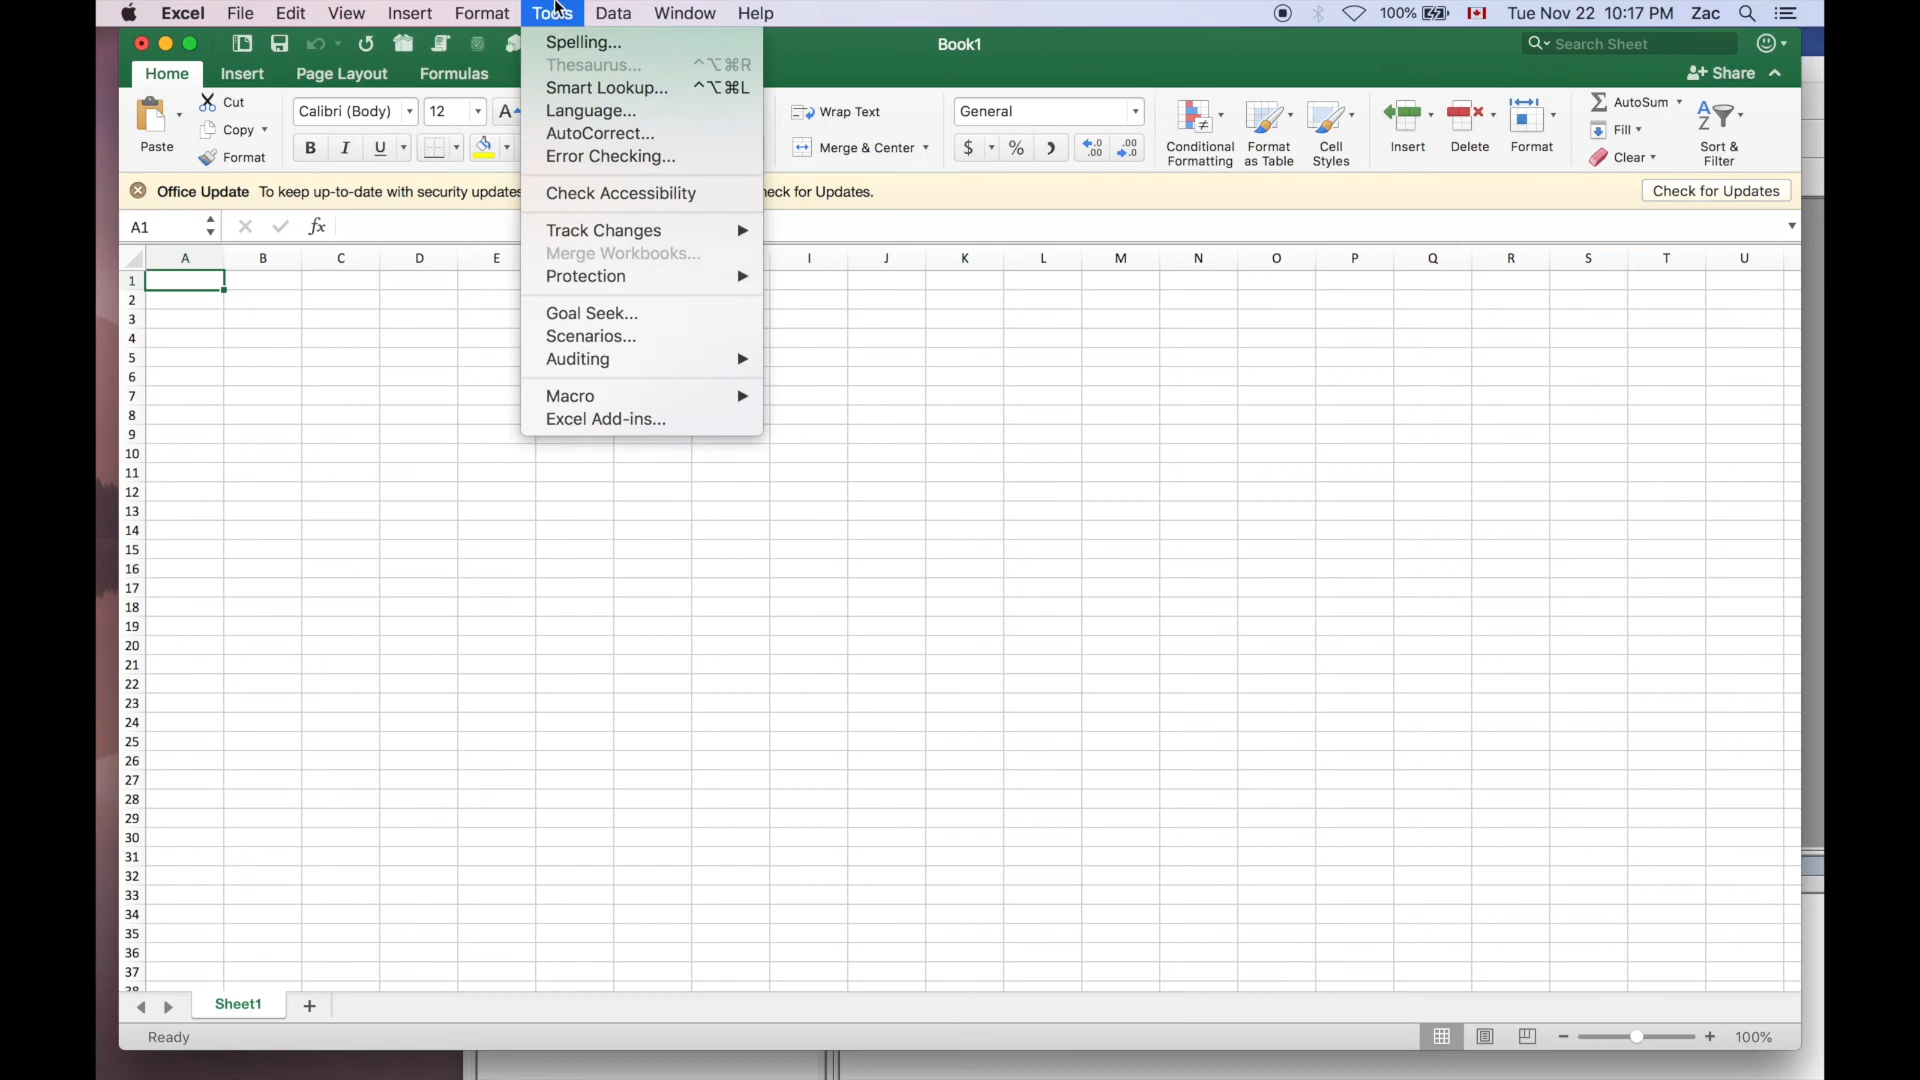 Excel File Edit View Insert Format Tools Data Window Help 100% Tue Nov 22 10:17 PM Zac
Book1 Search Sheet
Home Insert Page Layout Formulas Share
Cut
Copy
Format
Paste
Calibri (Body) 12 A
B I U
Wrap Text
Merge & Center
General
$ % .0 .00 .00 .0
Conditional Formatting
Format as Table
Cell Styles
Insert Delete Format
AutoSum
Fill
Clear
Sort & Filter
Office Update To keep up-to-date with security updates heck for Updates. Check for Updates
A1 fx
Spelling...
Thesaurus... ^⌥⌘R
Smart Lookup... ^⌥⌘L
Language...
AutoCorrect...
Error Checking...
Check Accessibility
Track Changes
Merge Workbooks...
Protection
Goal Seek...
Scenarios...
Auditing
Macro
Excel Add-ins...
A B C D E I J K L M N O P Q R S T U
1
2
3
4
5
6
7
8
9
10
11
12
13
14
15
16
17
18
19
20
21
22
23
24
25
26
27
28
29
30
31
32
33
34
35
36
37
38
Sheet1 +
Ready 100%